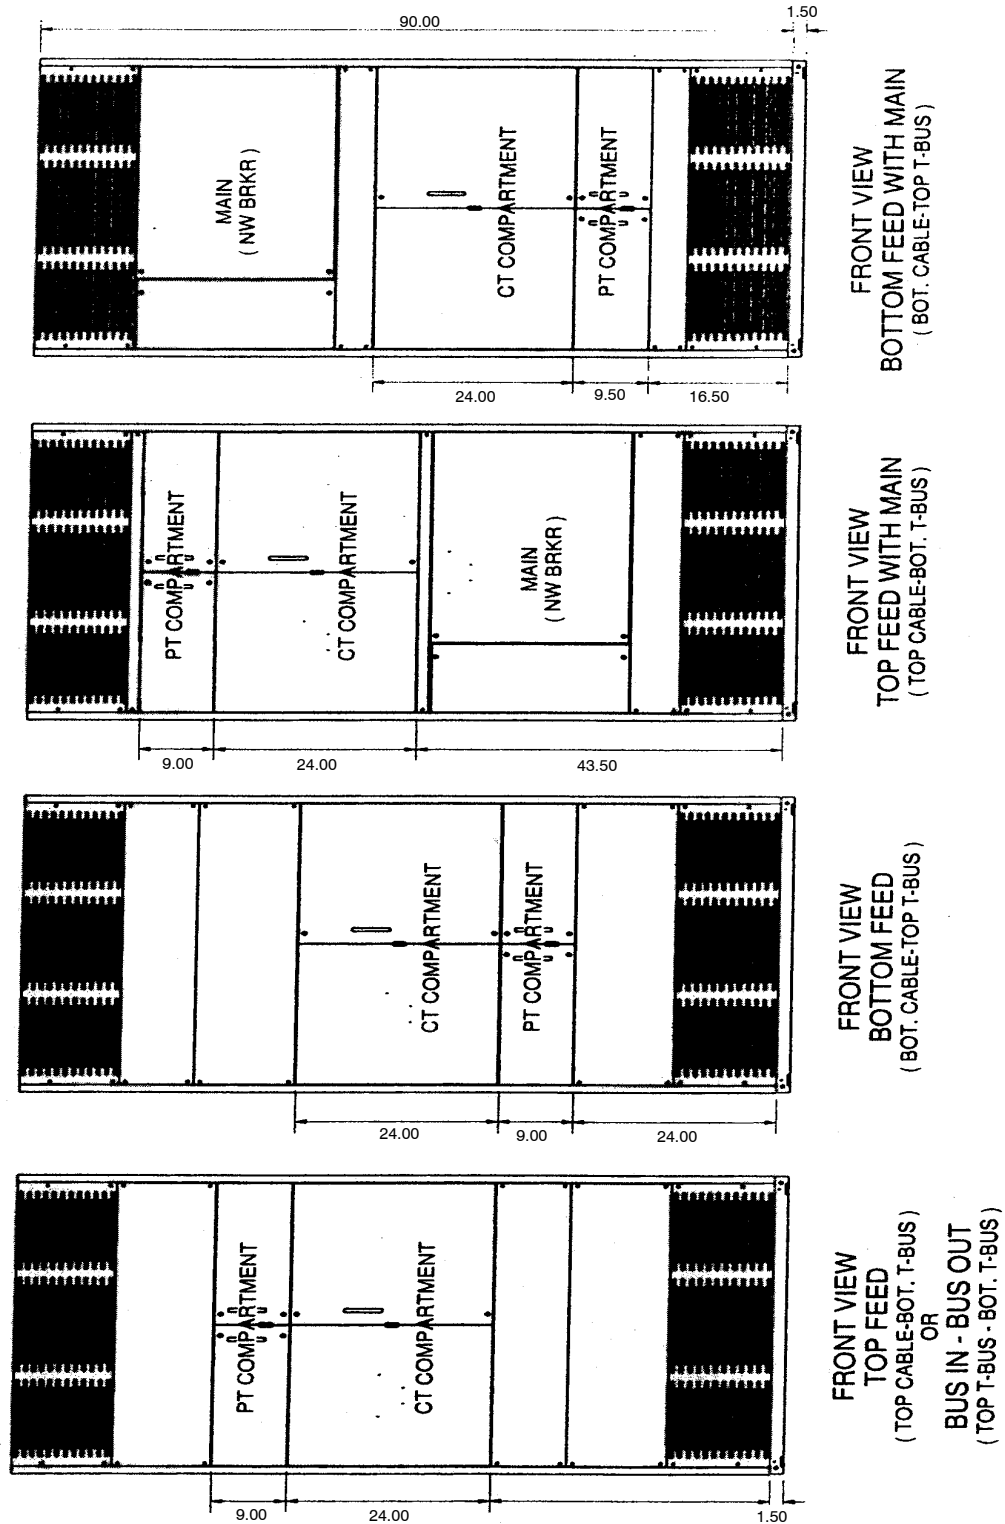 90.00
1.50
MAIN
( NW BRKR )
CT COMPARTMENT
PT COMPARTMENT
24.00
9.50
16.50
FRONT VIEW
BOTTOM FEED WITH MAIN
( BOT. CABLE-TOP T-BUS )
PT COMPARTMENT
CT COMPARTMENT
MAIN
(NW BRKR )
9.00
24.00
43.50
FRONT VIEW
TOP FEED WITH MAIN
( TOP CABLE-BOT. T-BUS )
CT COMPARTMENT
PT COMPARTMENT
24.00
9.00
24.00
FRONT VIEW
BOTTOM FEED
(BOT. CABLE-TOP T-BUS )
PT COMPARTMENT
CT COMPARTMENT
9.00
24.00
1.50
FRONT VIEW
TOP FEED
( TOP CABLE-BOT. T-BUS )
OR
BUS IN - BUS OUT
( TOP T-BUS - BOT. T-BUS )